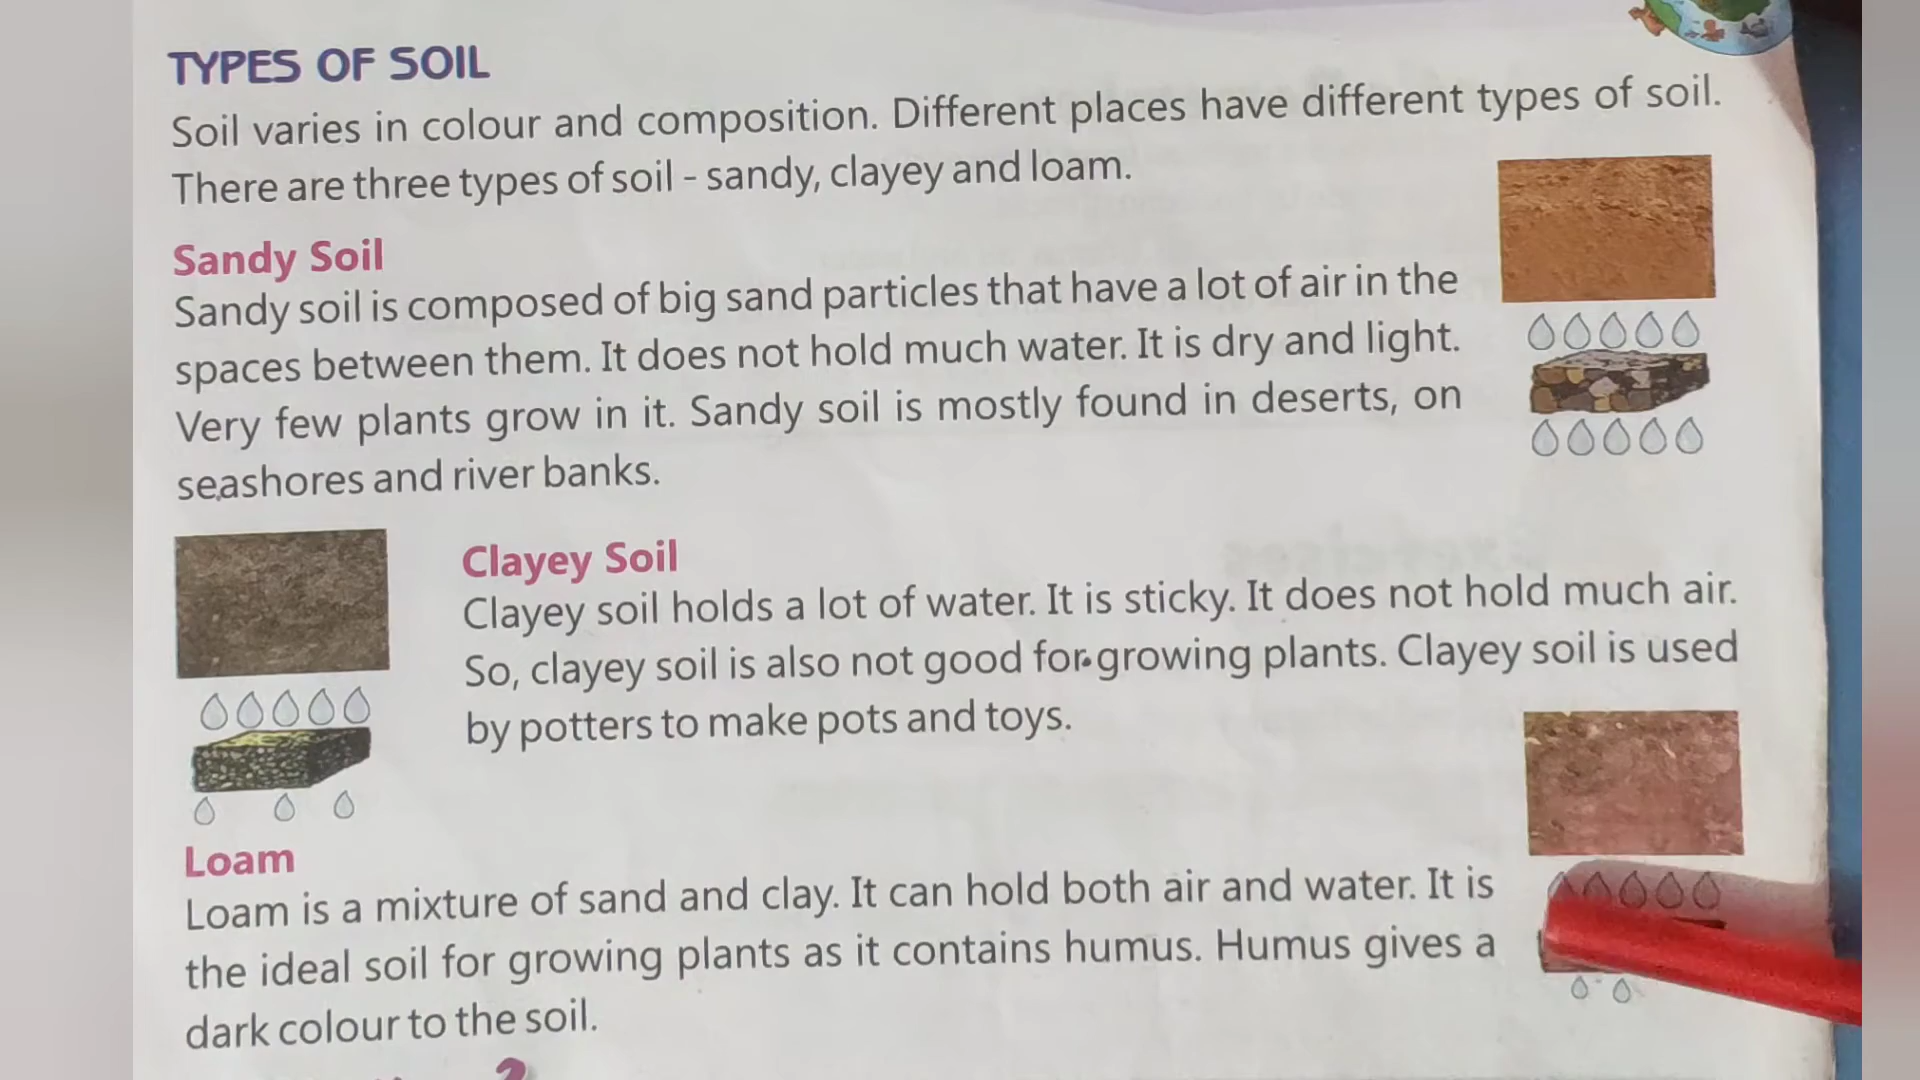 TYPES OF SOIL
Soil varies in colour and composition. Different places have different types of soil.
There are three types of soil - sandy, clayey and loam.
Sandy Soil
Sandy soil is composed of big sand particles that have a lot of air in the
spaces between them. It does not hold much water. It is dry and light.
Very few plants grow in it. Sandy soil is mostly found in deserts, on
seashores and river banks.
Clayey Soil
Clayey soil holds a lot of water. It is sticky. It does not hold much air.
So, clayey soil is also not good for growing plants. Clayey soil is used
by potters to make pots and toys.
Loam
Loam is a mixture of sand and clay. It can hold both air and water. It is
the ideal soil for growing plants as it contains humus. Humus gives a
dark colour to the soil.